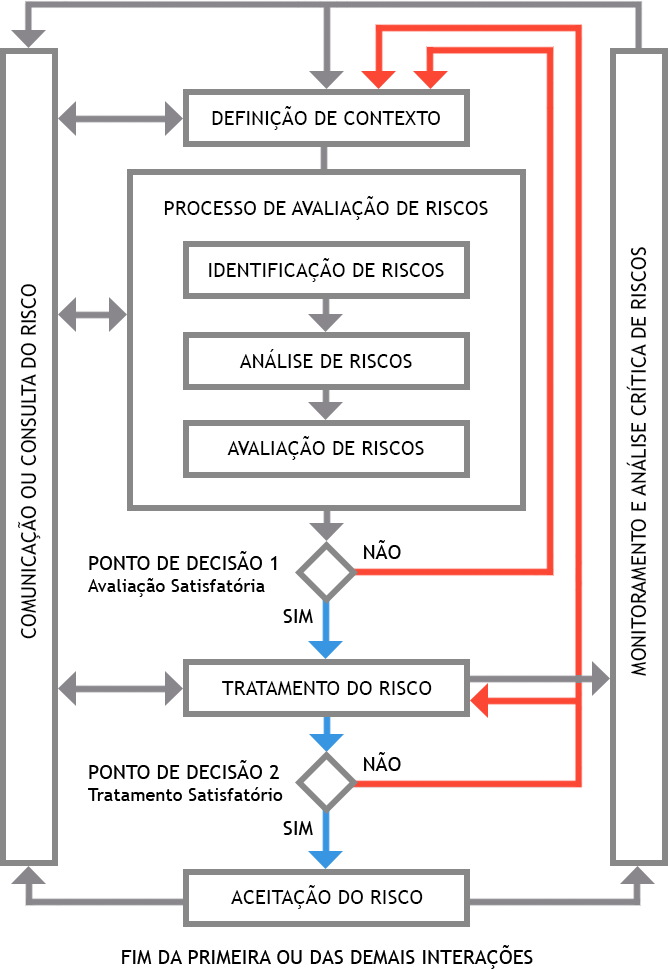 DEFINIÇÃO DE CONTEXTO
PROCESSO DE AVALIAÇÃO DE RISCOS
IDENTIFICAÇÃO DE RISCOS
ANÁLISE DE RISCOS
AVALIAÇÃO DE RISCOS
COMUNICAÇÃO OU CONSULTA DO RISCO
MONITORAMENTO E ANÁLISE CRÍTICA DE RISCOS
PONTO DE DECISÃO 1
Avaliação Satisfatória
NÃO
SIM
TRATAMENTO DO RISCO
PONTO DE DECISÃO 2
Tratamento Satisfatório
NÃO
SIM
ACEITAÇÃO DO RISCO
FIM DA PRIMEIRA OU DAS DEMAIS INTERAÇÕES